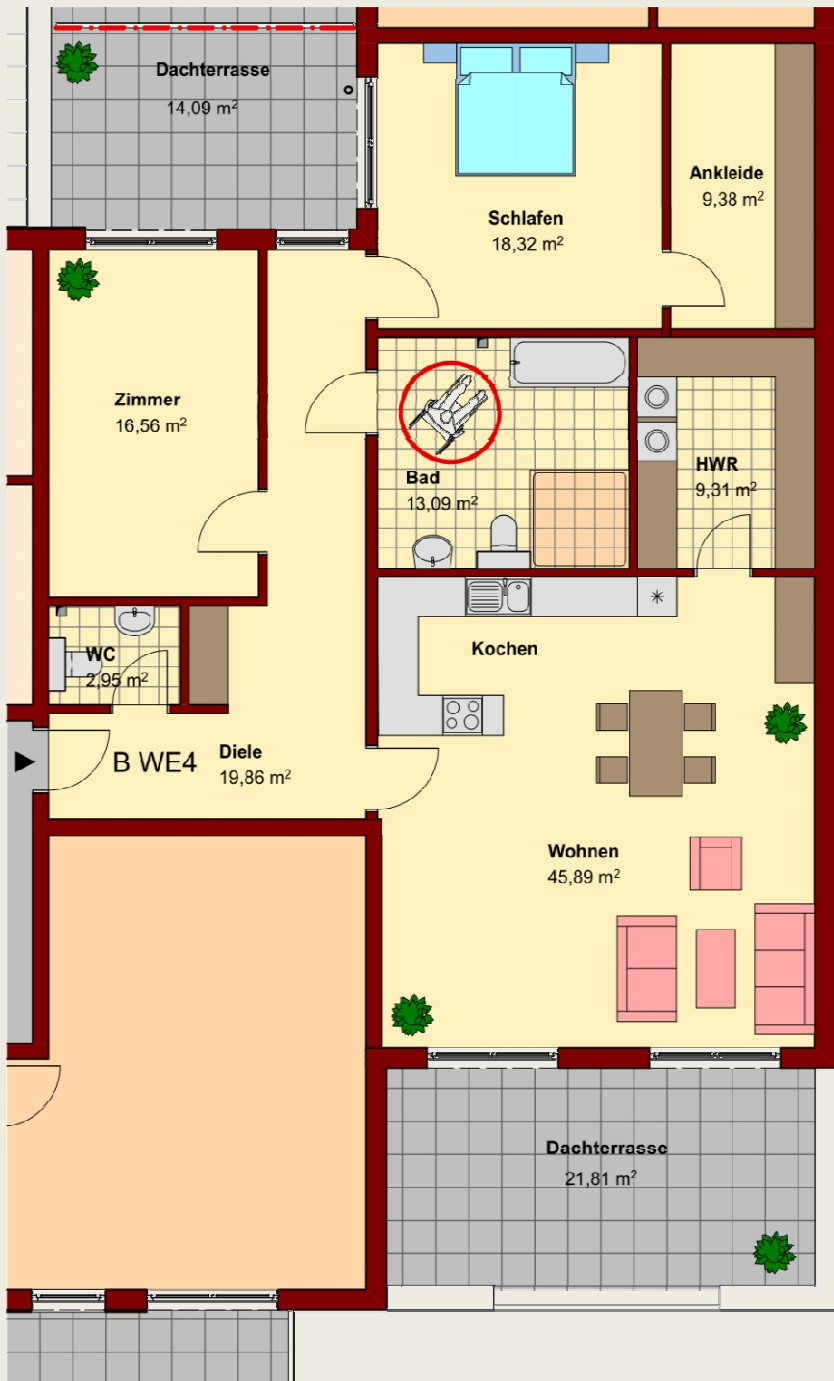 Dachterrasse
14,09 m²
Ankleide
9,38 m²
Schlafen
18,32 m²
Zimmer
16,56 m²
Bad
13,09 m²
HWR
9,31 m²
Kochen
WC
2,95 m²
B WE4
Diele
19,86 m²
Wohnen
45,89 m²
Dachterrasse
21,81 m²